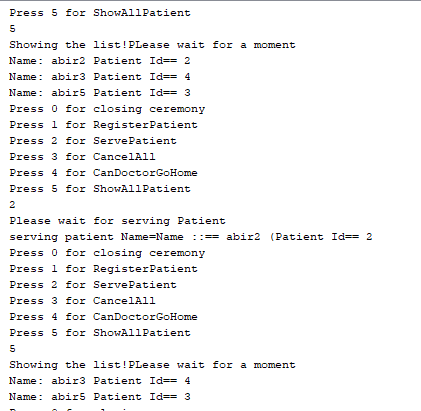 Press 5 for ShowAllPatient
5
Showing the list!PLease wait for a moment
Name: abir2 Patient Id== 2
Name: abir3 Patient Id== 4
Name: abir5 Patient Id== 3
Press 0 for closing ceremony
Press 1 for RegisterPatient
Press 2 for ServePatient
Press 3 for CancelAll
Press 4 for CanDoctorGoHome
Press 5 for ShowAllPatient
2
Please wait for serving Patient
serving patient Name=Name ::== abir2 (Patient Id== 2
Press 0 for closing ceremony
Press 1 for RegisterPatient
Press 2 for ServePatient
Press 3 for CancelAll
Press 4 for CanDoctorGoHome
Press 5 for ShowAllPatient
5
Showing the list!PLease wait for a moment
Name: abir3 Patient Id== 4
Name: abir5 Patient Id== 3